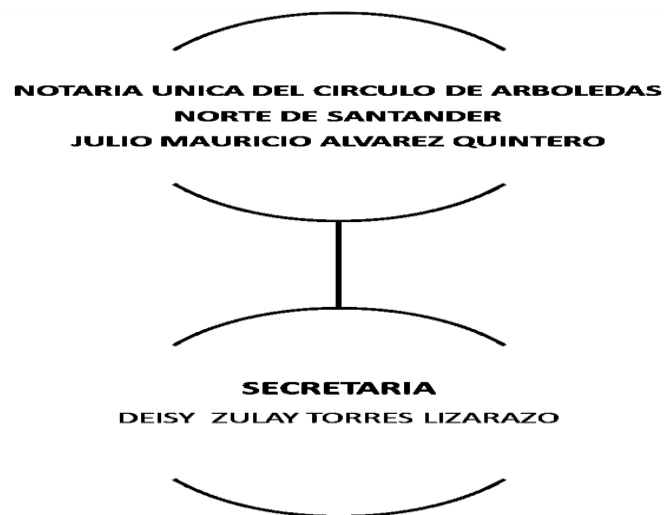 NOTARIA UNICA DEL CIRCULO DE ARBOLEDAS
NORTE DE SANTANDER
JULIO MAURICIO ALVAREZ QUINTERO
SECRETARIA
DEISY ZULAY TORRES LIZARAZO